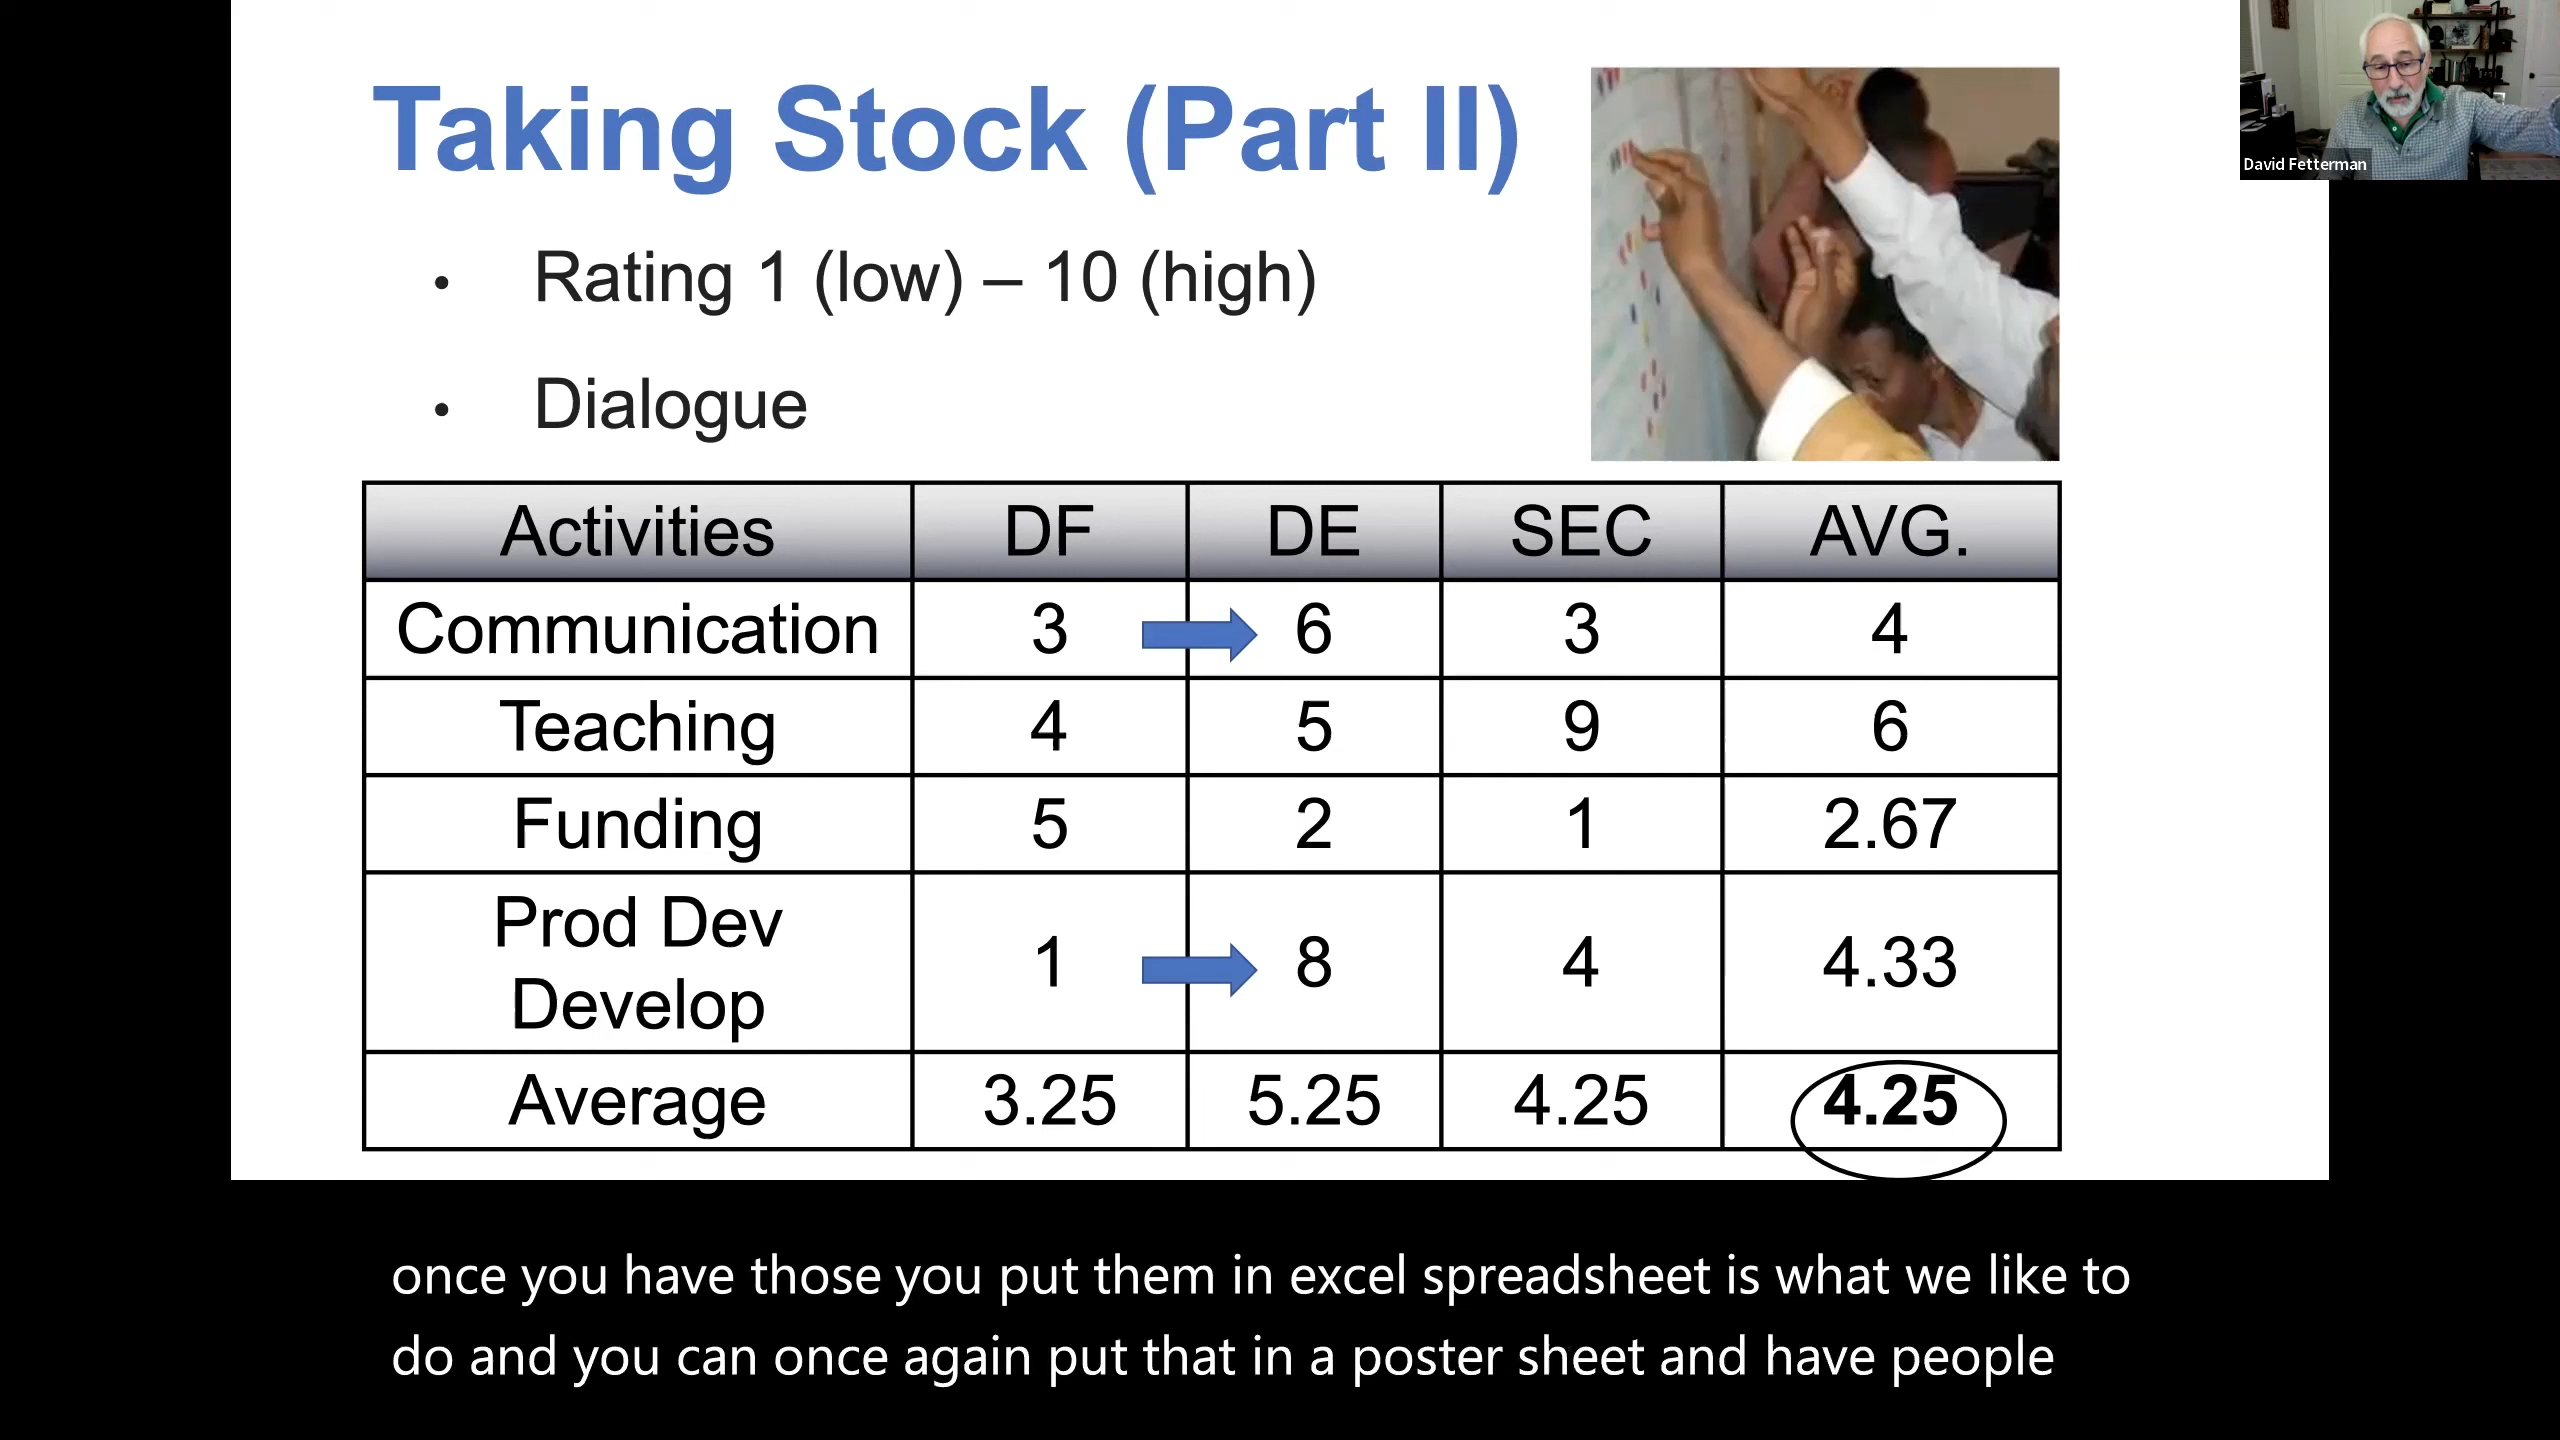 Taking Stock (Part II)
David Fetterman
• Rating 1 (low) – 10 (high)
• Dialogue
Activities DF DE SEC AVG.
Communication 3 6 3 4
Teaching 4 5 9 6
Funding 5 2 1 2.67
Prod Dev
Develop 1 8 4 4.33
Average 3.25 5.25 4.25 4.25
once you have those you put them in excel spreadsheet is what we like to
do and you can once again put that in a poster sheet and have people